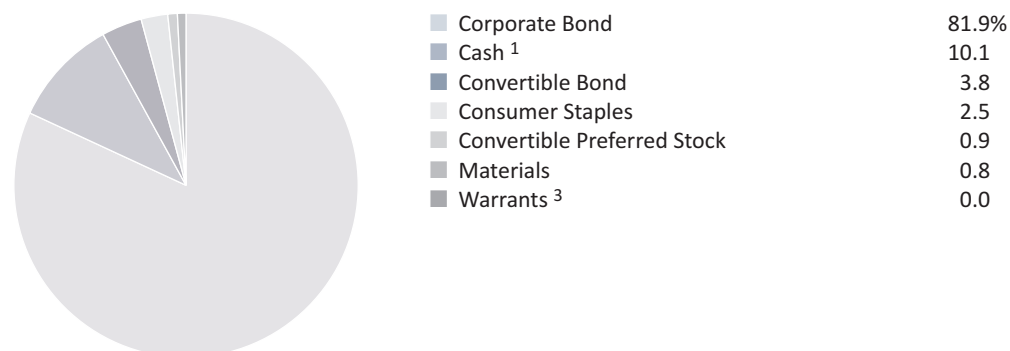 Corporate Bond 81.9%
Cash 1 10.1
Convertible Bond 3.8
Consumer Staples 2.5
Convertible Preferred Stock 0.9
Materials 0.8
Warrants 3 0.0